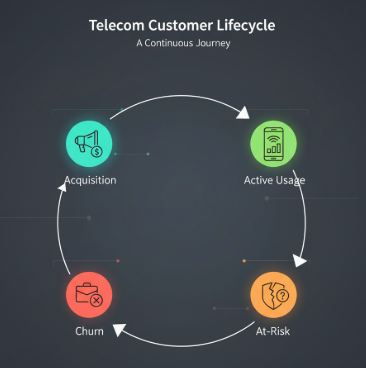 Telecom Customer Lifecycle
A Continuous Journey
Acquisition
Active Usage
$
?
Churn
At-Risk